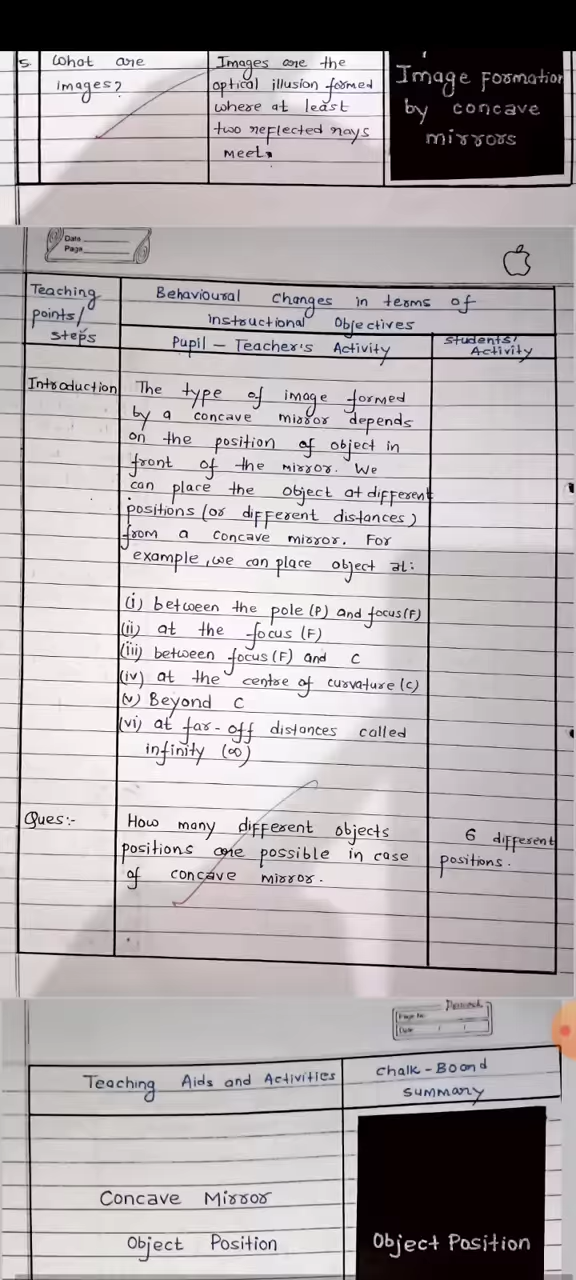 5. What are
images?
Images are the
optical illusion formed
where at least
two reflected rays
meet.
Image Formation
by concave
mirrors
Date
Page
Teaching
points/
steps
Behavioural Changes in terms of
instructional Objectives
Pupil - Teacher's Activity
students'
Activity
Introduction
The type of image formed
by a concave mirror depends
on the position of object in
front of the mirror. We
can place the object at different
positions (or different distances)
from a concave mirror. For
example, we can place object at:
(i) between the pole (P) and focus (F)
(ii) at the focus (F)
(iii) between focus (F) and C
(iv) at the centre of curvature (C)
(v) Beyond C
(vi) at far-off distances called
infinity (∞)
Ques:-
How many different objects
positions are possible in case
of concave mirror.
6 different
positions.
Page No
Date
Teaching Aids and Activities
Chalk-Board
summary
Concave Mirror
Object Position
Object Position